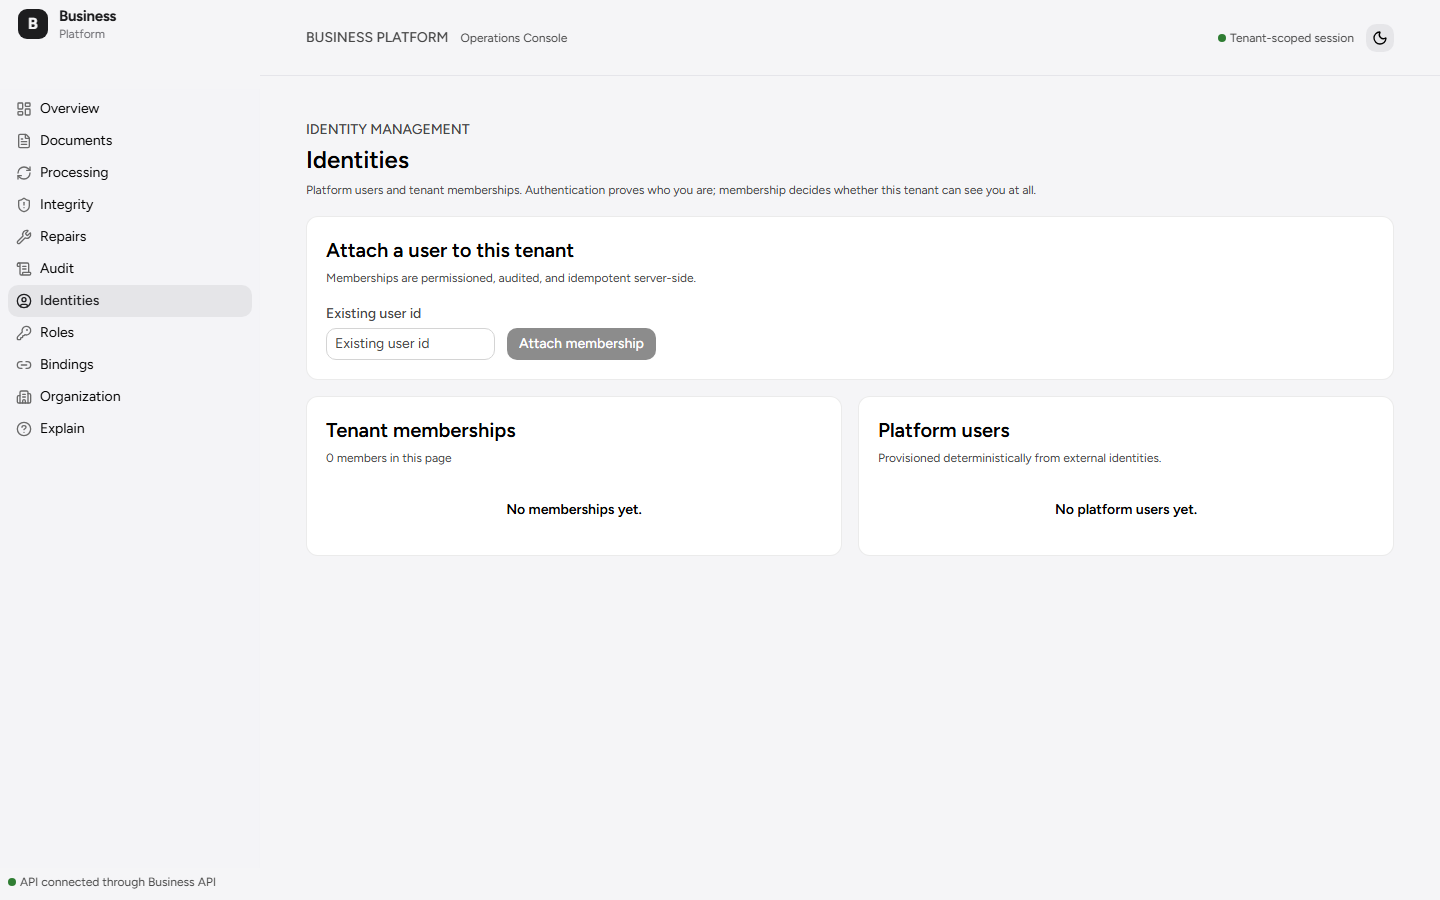 B
Business
Platform
BUSINESS PLATFORM Operations Console
Tenant-scoped session
Overview
Documents
Processing
Integrity
Repairs
Audit
Identities
Roles
Bindings
Organization
Explain
API connected through Business API
IDENTITY MANAGEMENT
Identities
Platform users and tenant memberships. Authentication proves who you are; membership decides whether this tenant can see you at all.
Attach a user to this tenant
Memberships are permissioned, audited, and idempotent server-side.
Existing user id
Existing user id
Attach membership
Tenant memberships
0 members in this page
No memberships yet.
Platform users
Provisioned deterministically from external identities.
No platform users yet.